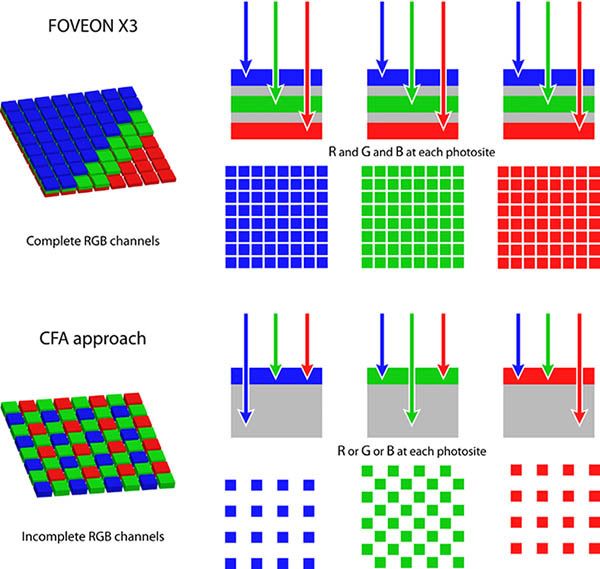 FOVEON X3
R and G and B at each photosite
Complete RGB channels
CFA approach
R or G or B at each photosite
Incomplete RGB channels